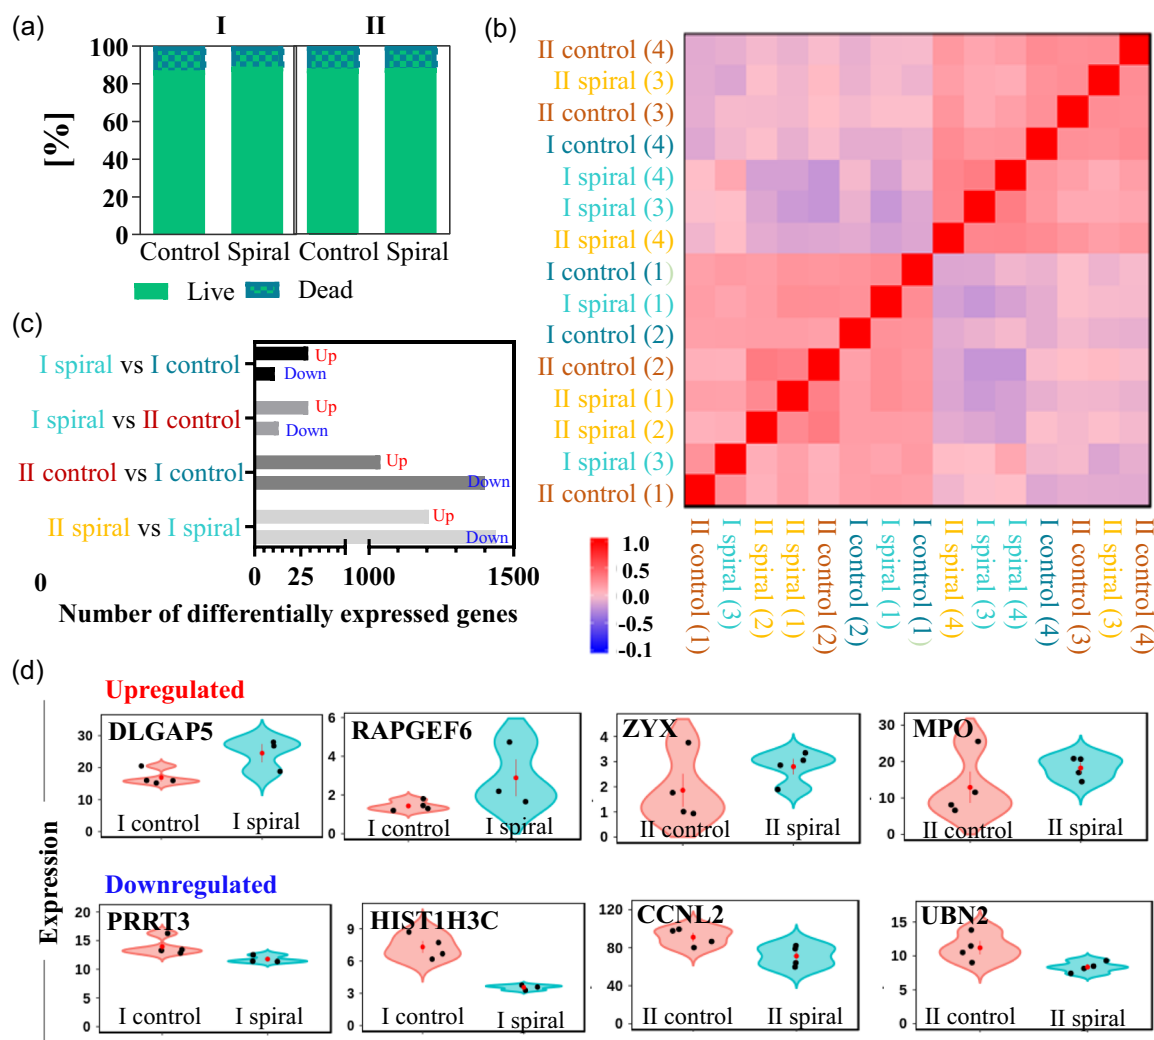 (a)
I
II
100
80
60
40
20
0
[%]
Control Spiral
Control Spiral
Live
Dead
(b)
II control (4)
II spiral (3)
II control (3)
I control (4)
I spiral (4)
I spiral (3)
II spiral (4)
I control (1)
I spiral (1)
I control (2)
II control (2)
II spiral (1)
II spiral (2)
I spiral (3)
II control (1)
II control (1)
I spiral (3)
II spiral (2)
II spiral (1)
II control (2)
I control (2)
I spiral (1)
I control (1)
II spiral (4)
I spiral (3)
I spiral (4)
I control (4)
II control (3)
II spiral (3)
II control (4)
1.0
0.5
0.0
-0.5
-0.1
(c)
I spiral vs I control
Up
Down
I spiral vs II control
Up
Down
II control vs I control
Up
Down
II spiral vs I spiral
Up
Down
0
0
25
1000
1500
Number of differentially expressed genes
(d)
Expression
Upregulated
DLGAP5
30
20
10
0
I control
I spiral
RAPGEF6
6
4
2
0
I control
I spiral
ZYX
4
3
2
1
0
II control
II spiral
MPO
30
20
10
0
II control
II spiral
Downregulated
PRRT3
20
15
10
5
0
I control
I spiral
HIST1H3C
9
6
3
0
I control
I spiral
CCNL2
120
90
60
30
0
II control
II spiral
UBN2
15
10
5
0
II control
II spiral